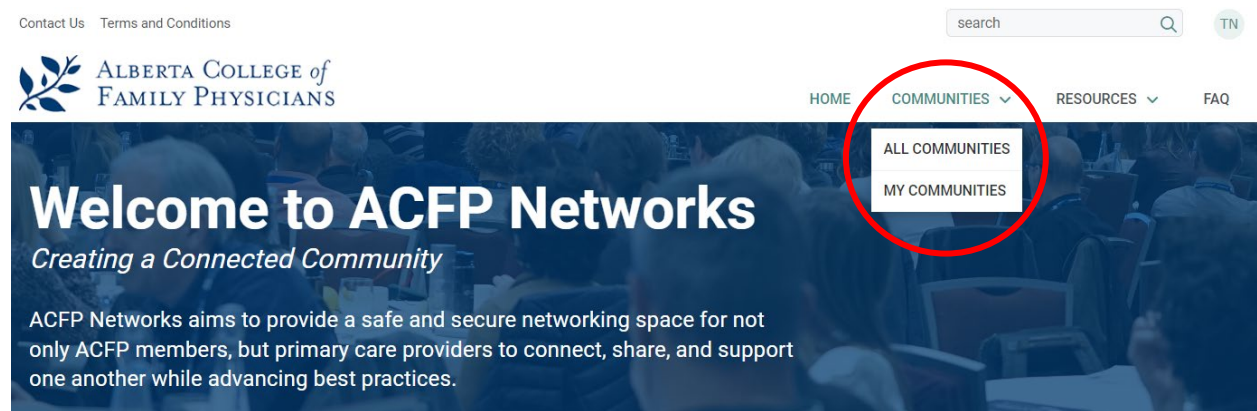 Contact Us Terms and Conditions
search
TN
ALBERTA COLLEGE of
FAMILY PHYSICIANS
HOME COMMUNITIES RESOURCES FAQ
ALL COMMUNITIES
MY COMMUNITIES
Welcome to ACFP Networks
Creating a Connected Community
ACFP Networks aims to provide a safe and secure networking space for not
only ACFP members, but primary care providers to connect, share, and support
one another while advancing best practices.